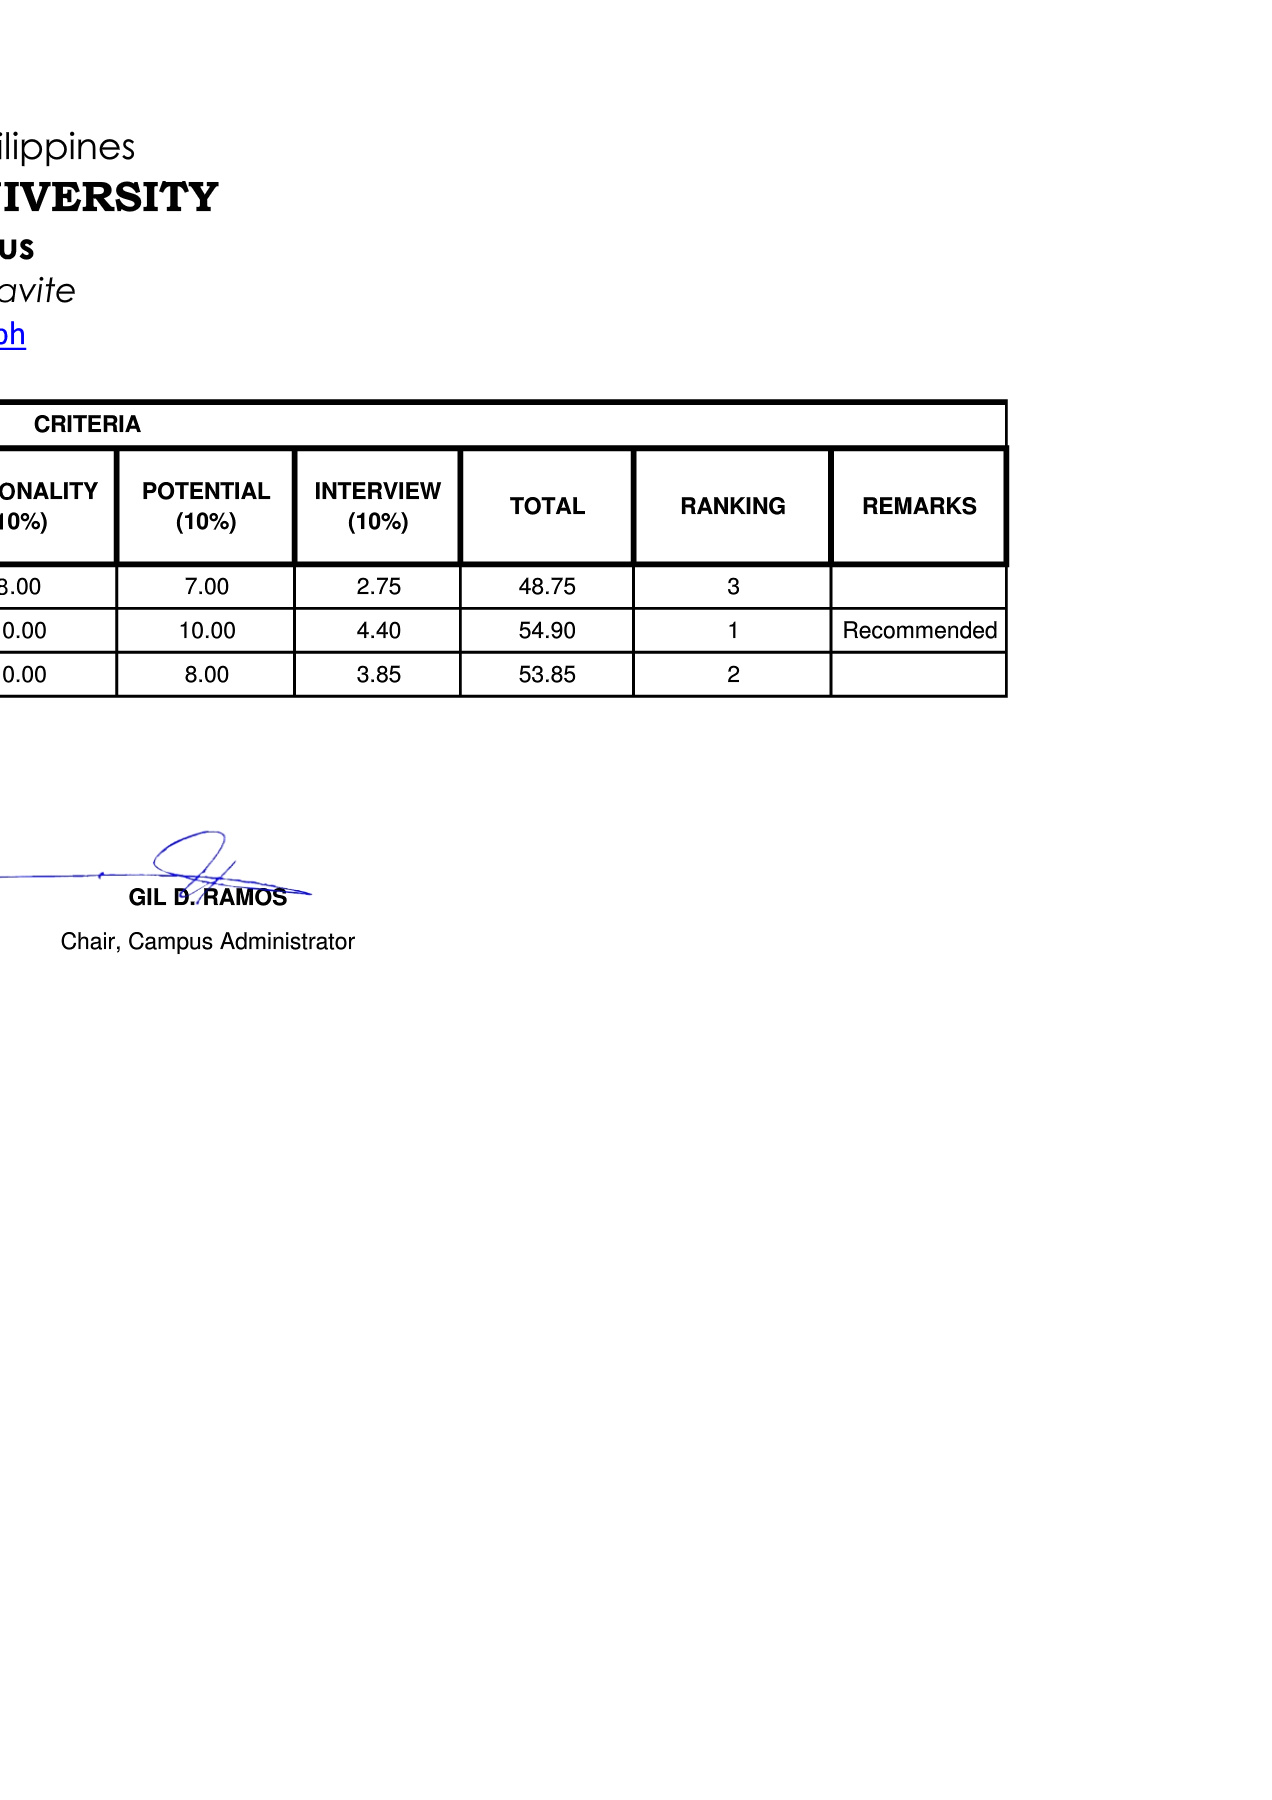 ilippines
NIVERSITY
us
avite
ph
CRITERIA
ONALITY (10%) POTENTIAL (10%) INTERVIEW (10%) TOTAL RANKING REMARKS
8.00 7.00 2.75 48.75 3
0.00 10.00 4.40 54.90 1 Recommended
0.00 8.00 3.85 53.85 2
GIL D. RAMOS
Chair, Campus Administrator